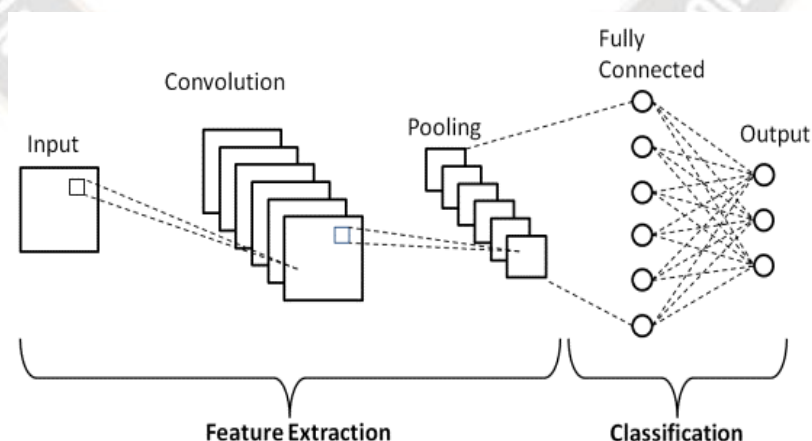 Fully
Connected
Convolution
Pooling
Output
Input
Feature Extraction
Classification